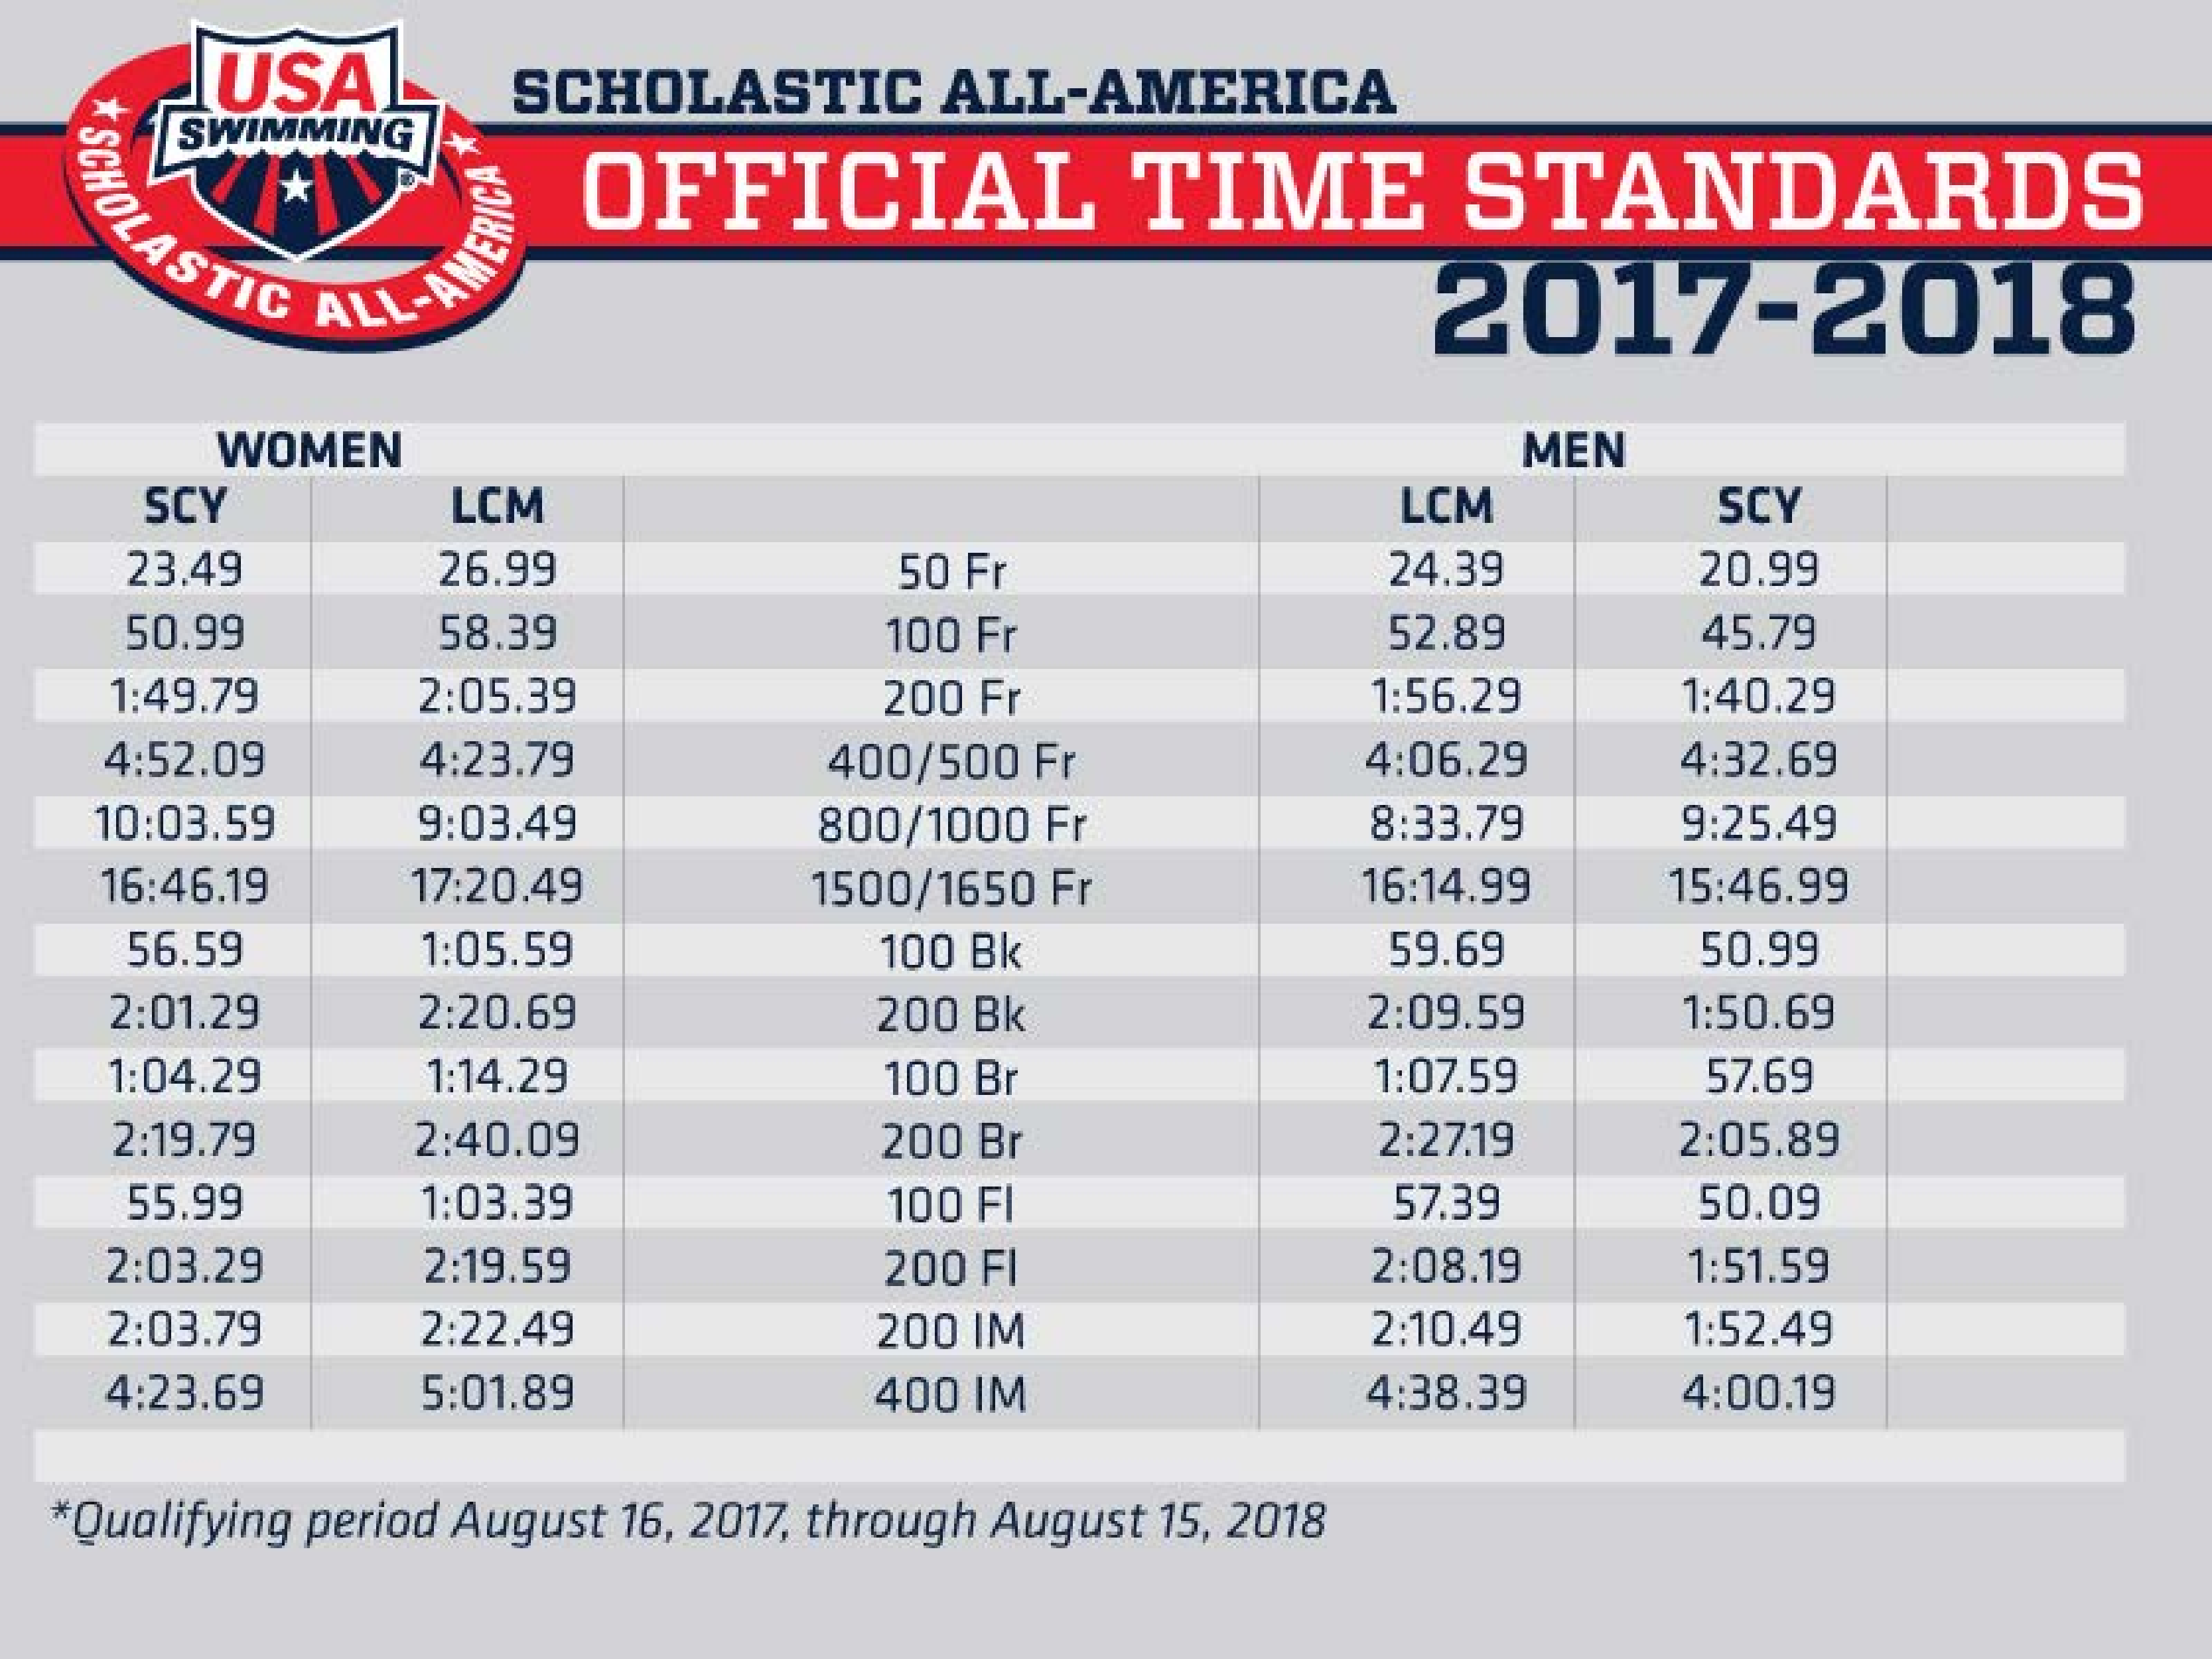 USA
SWIMMING
®
SCHOLASTIC ALL-AMERICA
SCHOLASTIC ALL-AMERICA
OFFICIAL TIME STANDARDS
2017-2018
WOMEN MEN
SCY LCM LCM SCY
23.49 26.99 50 Fr 24.39 20.99
50.99 58.39 100 Fr 52.89 45.79
1:49.79 2:05.39 200 Fr 1:56.29 1:40.29
4:52.09 4:23.79 400/500 Fr 4:06.29 4:32.69
10:03.59 9:03.49 800/1000 Fr 8:33.79 9:25.49
16:46.19 17:20.49 1500/1650 Fr 16:14.99 15:46.99
56.59 1:05.59 100 Bk 59.69 50.99
2:01.29 2:20.69 200 Bk 2:09.59 1:50.69
1:04.29 1:14.29 100 Br 1:07.59 57.69
2:19.79 2:40.09 200 Br 2:27.19 2:05.89
55.99 1:03.39 100 Fl 57.39 50.09
2:03.29 2:19.59 200 Fl 2:08.19 1:51.59
2:03.79 2:22.49 200 IM 2:10.49 1:52.49
4:23.69 5:01.89 400 IM 4:38.39 4:00.19
*Qualifying period August 16, 2017, through August 15, 2018